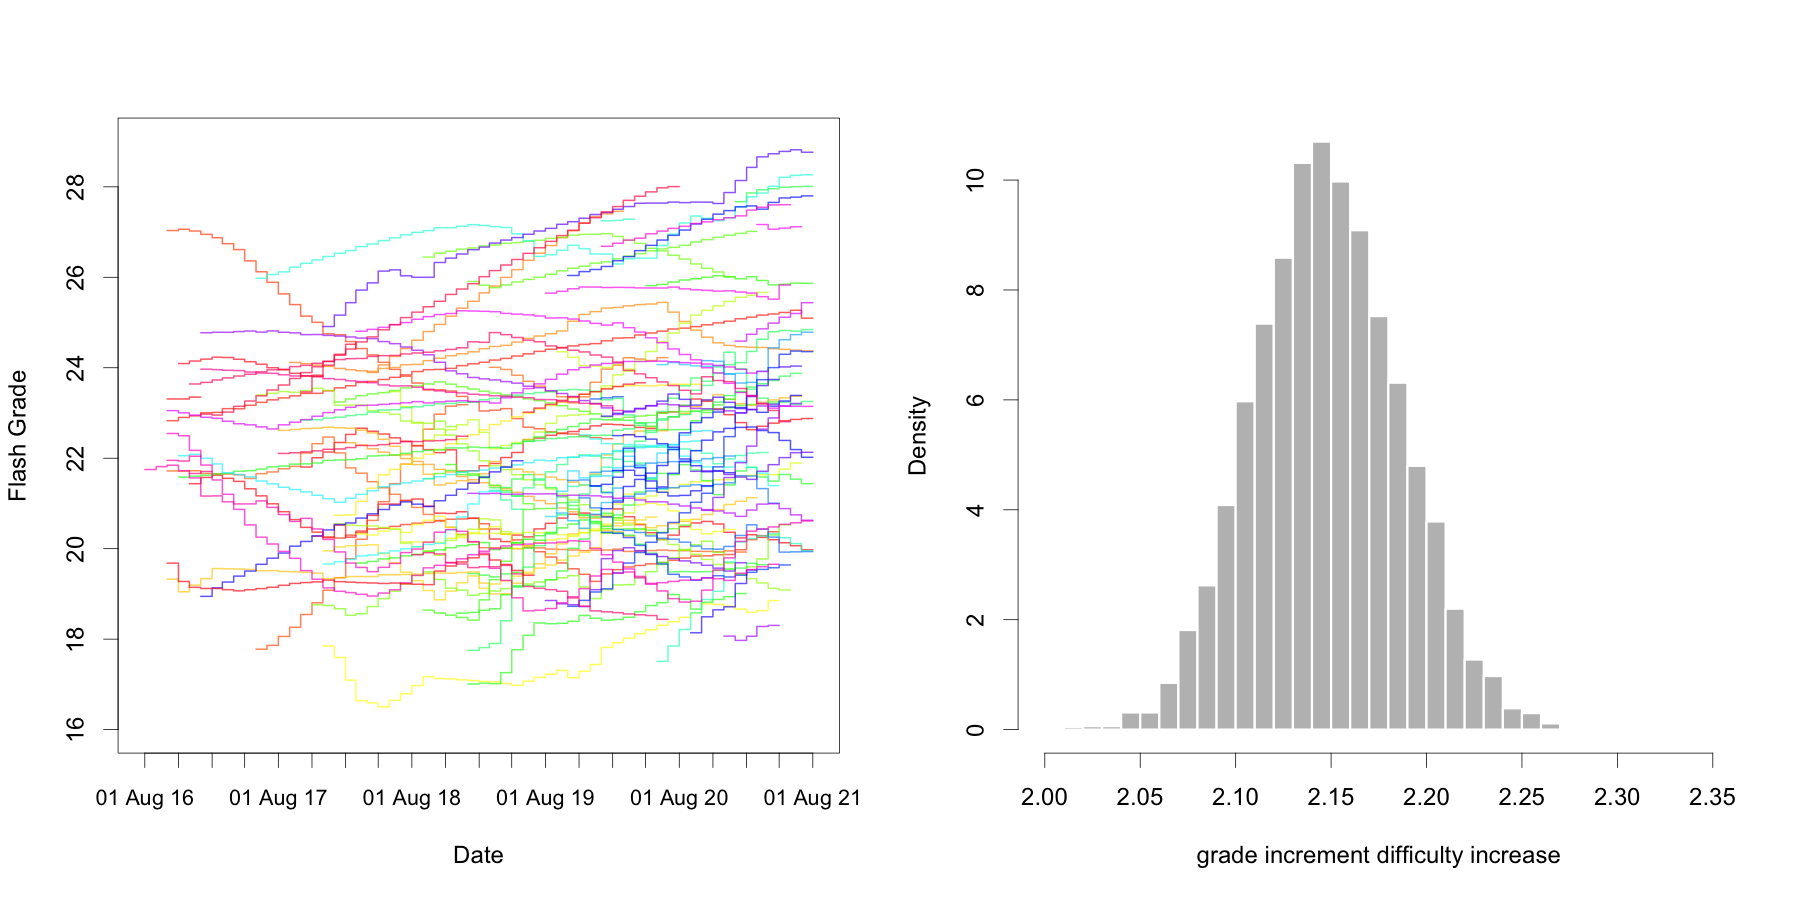 Flash Grade
28
26
24
22
20
18
16
01 Aug 16 01 Aug 17 01 Aug 18 01 Aug 19 01 Aug 20 01 Aug 21
Date
Density
10
8
6
4
2
0
2.00 2.05 2.10 2.15 2.20 2.25 2.30 2.35
grade increment difficulty increase